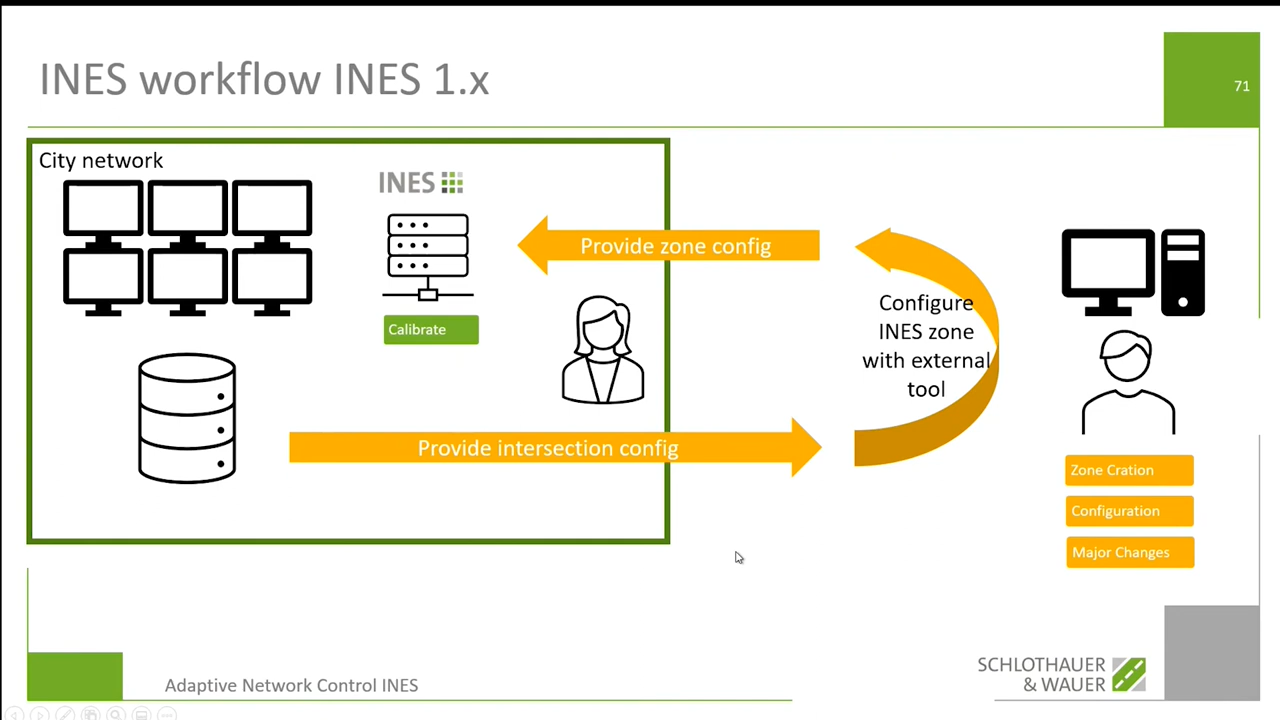 INES workflow INES 1.x
71
City network
INES
Provide zone config
Calibrate
Configure
INES zone
with external
tool
Provide intersection config
Zone Cration
Configuration
Major Changes
SCHLOTHAUER
& WAUER
Adaptive Network Control INES